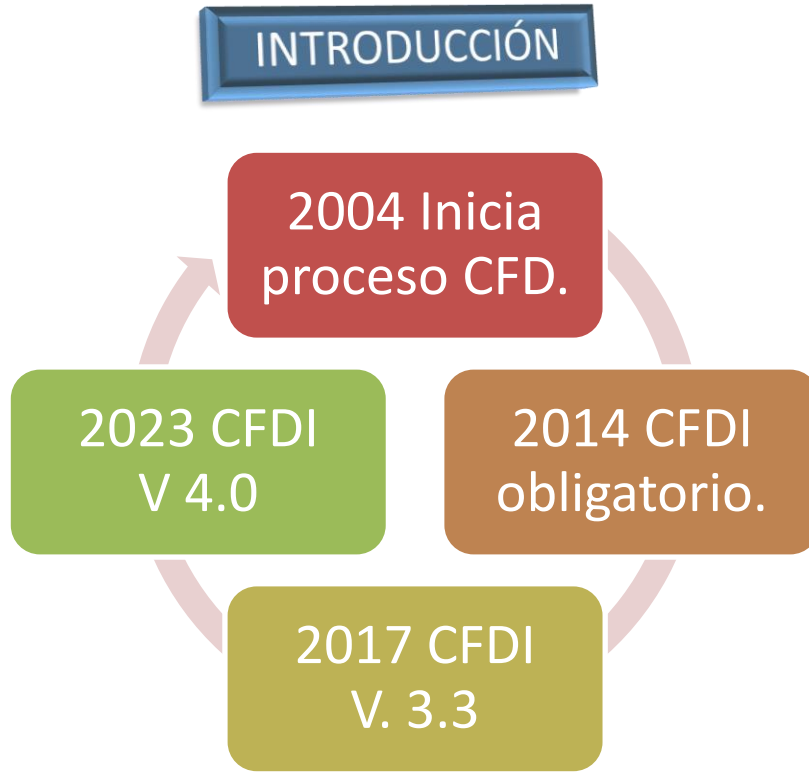 INTRODUCCIÓN
2004 Inicia
proceso CFD.
2014 CFDI
obligatorio.
2017 CFDI
V. 3.3
2023 CFDI
V 4.0